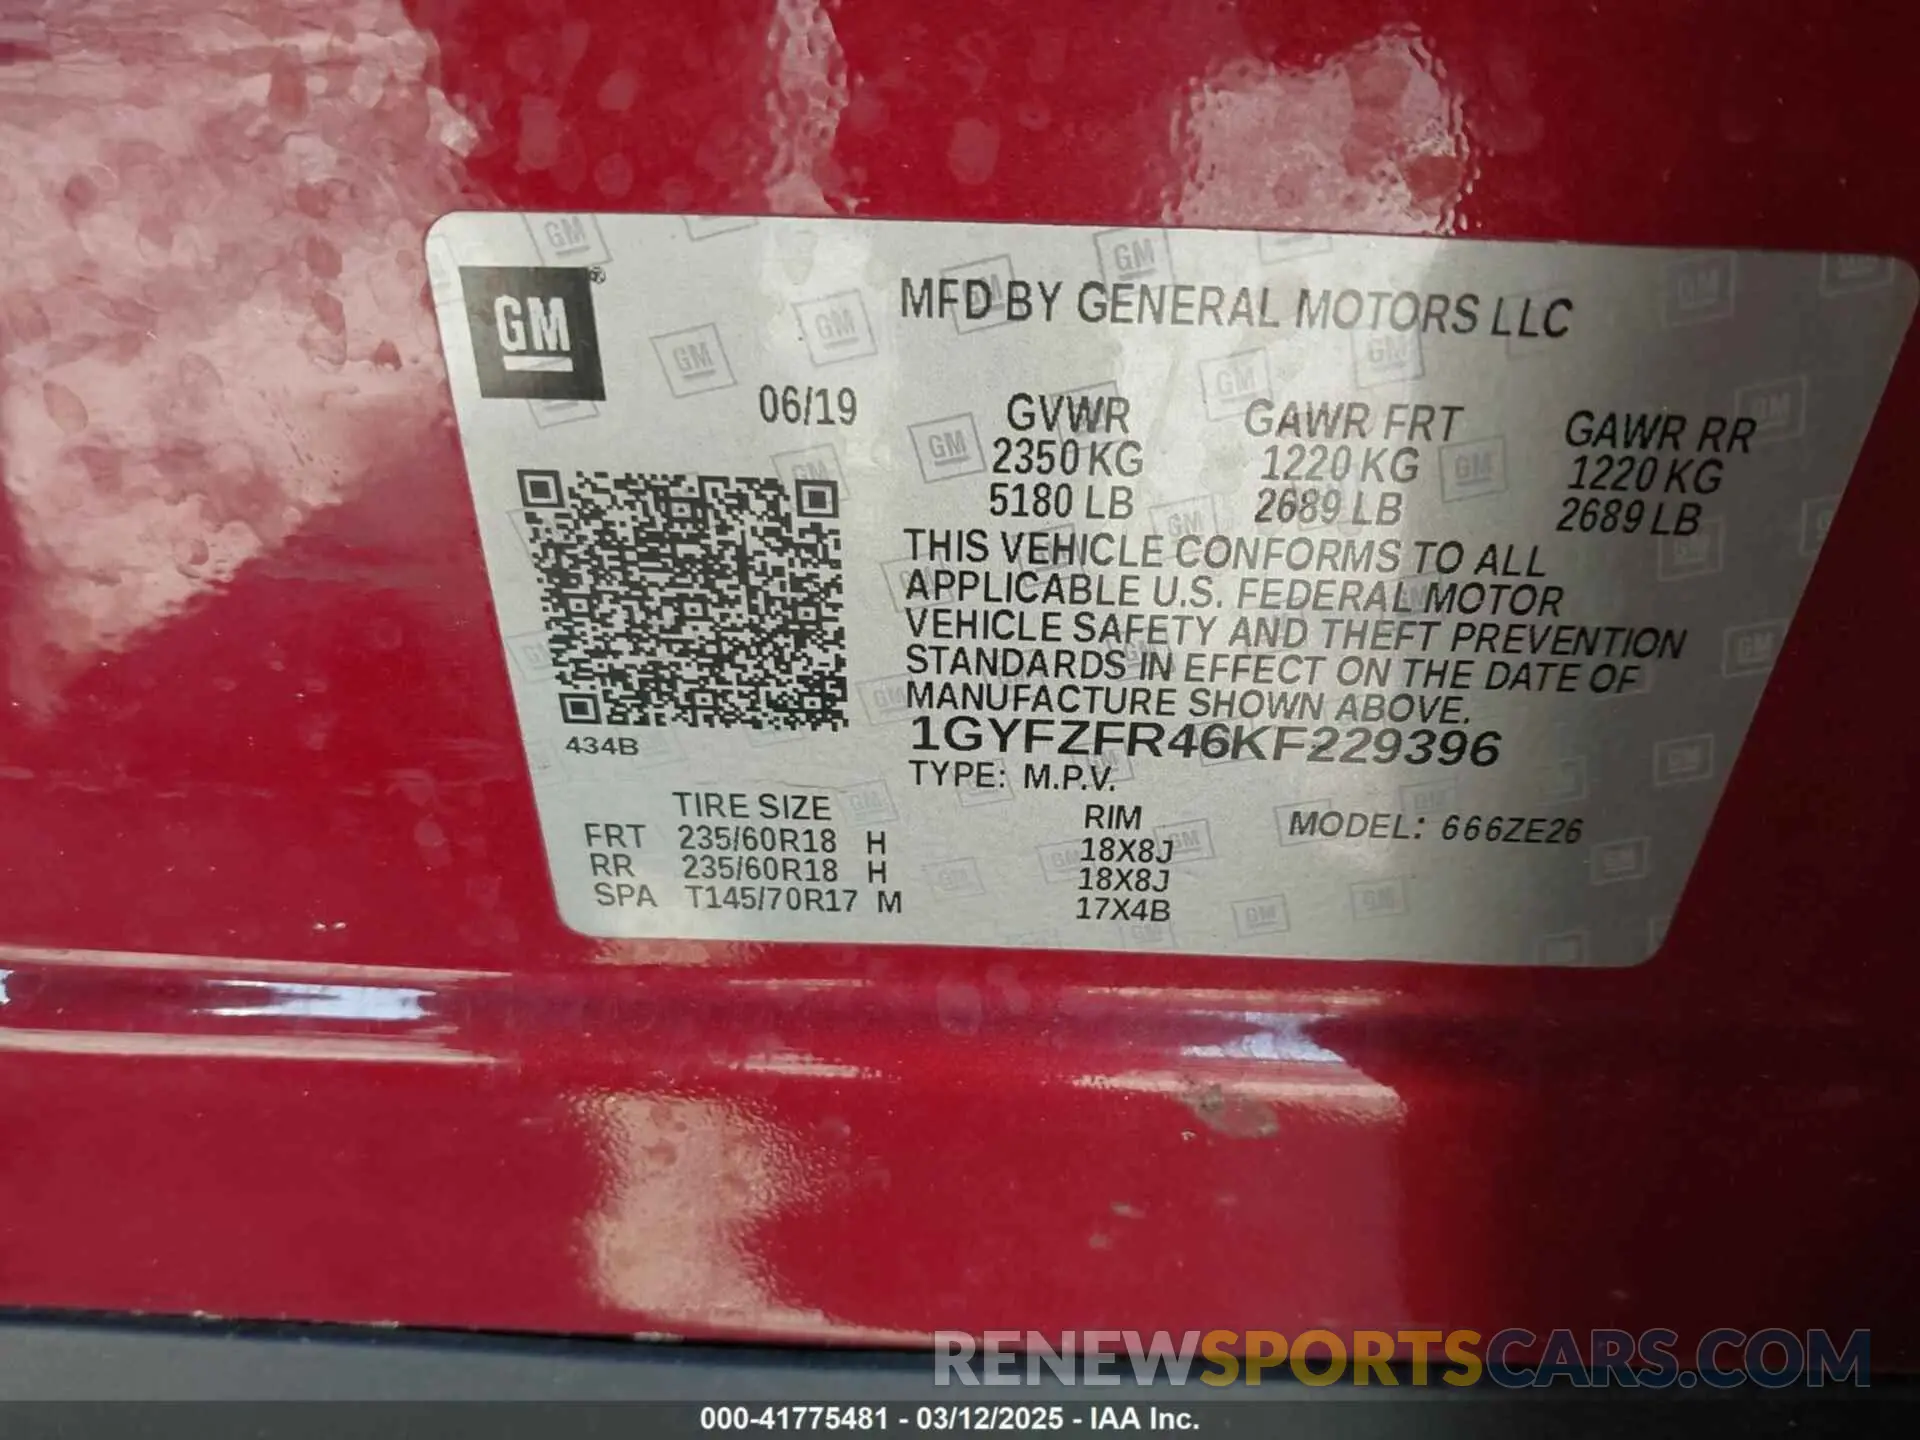 GM®
MFD BY GENERAL MOTORS LLC
06/19
GVWR GAWR FRT GAWR RR
2350 KG 1220 KG 1220 KG
5180 LB 2689 LB 2689 LB
THIS VEHICLE CONFORMS TO ALL
APPLICABLE U.S. FEDERAL MOTOR
VEHICLE SAFETY AND THEFT PREVENTION
STANDARDS IN EFFECT ON THE DATE OF
MANUFACTURE SHOWN ABOVE.
434B
1GYFZFR46KF229396
TYPE: M.P.V.
TIRE SIZE RIM MODEL: 666ZE26
FRT 235/60R18 H 18X8J
RR 235/60R18 H 18X8J
SPA T145/70R17 M 17X4B
RENEWSPORTSCARS.COM
000-41775481 - 03/12/2025 - IAA Inc.